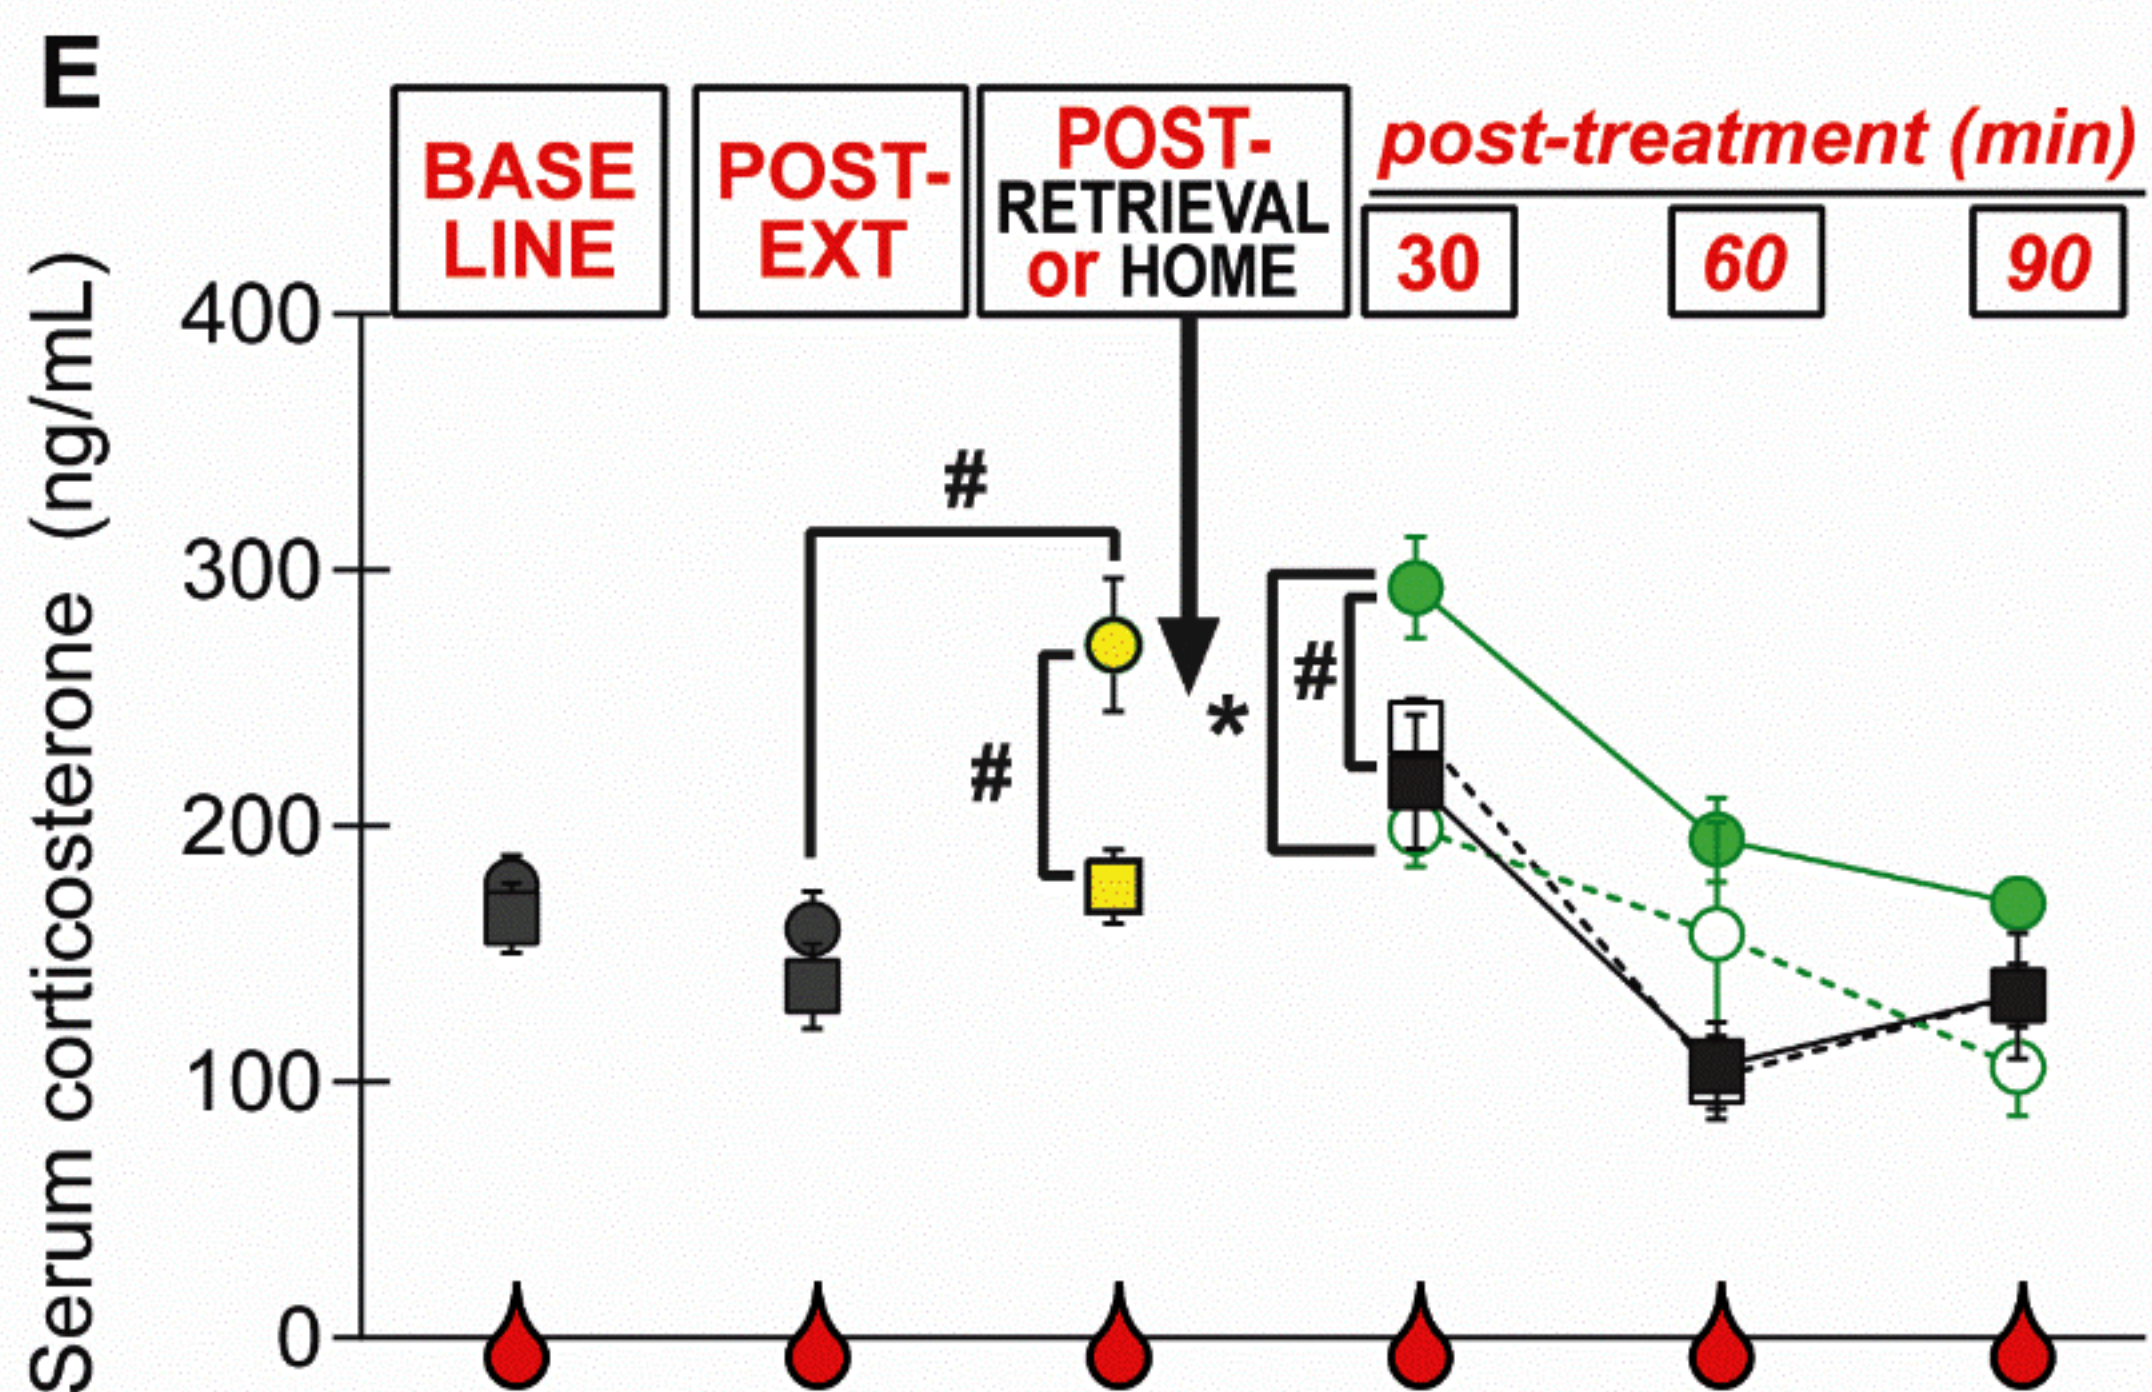 E
BASE
LINE
POST-
EXT
POST-
RETRIEVAL
or HOME
post-treatment (min)
30
60
90
Serum corticosterone (ng/mL)
400
300
200
100
0
#
#
*
#